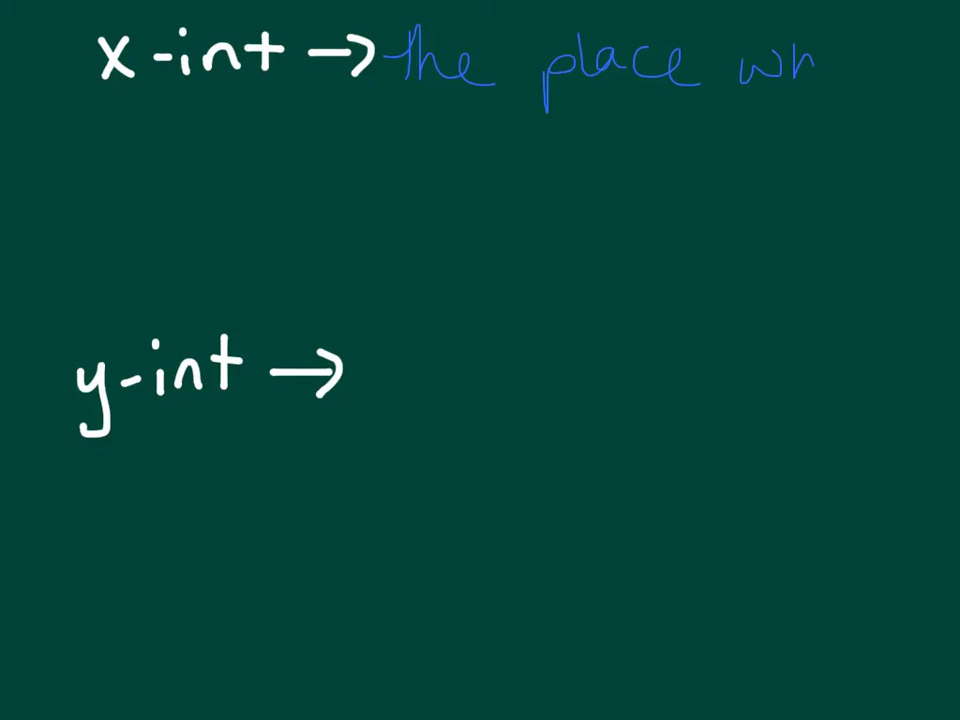 x-int → the place wh
y-int →